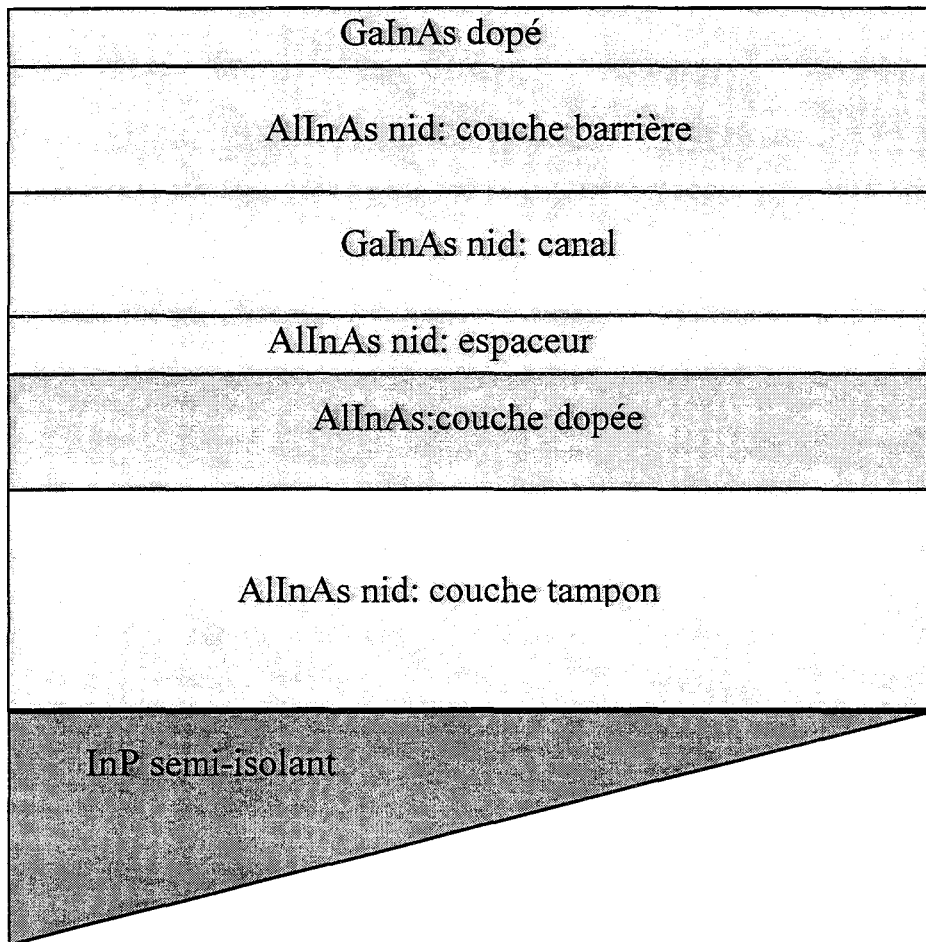 GaInAs dopé
AlInAs nid: couche barrière
GaInAs nid: canal
AlInAs nid: espaceur
AlInAs:couche dopée
AlInAs nid: couche tampon
InP semi-isolant